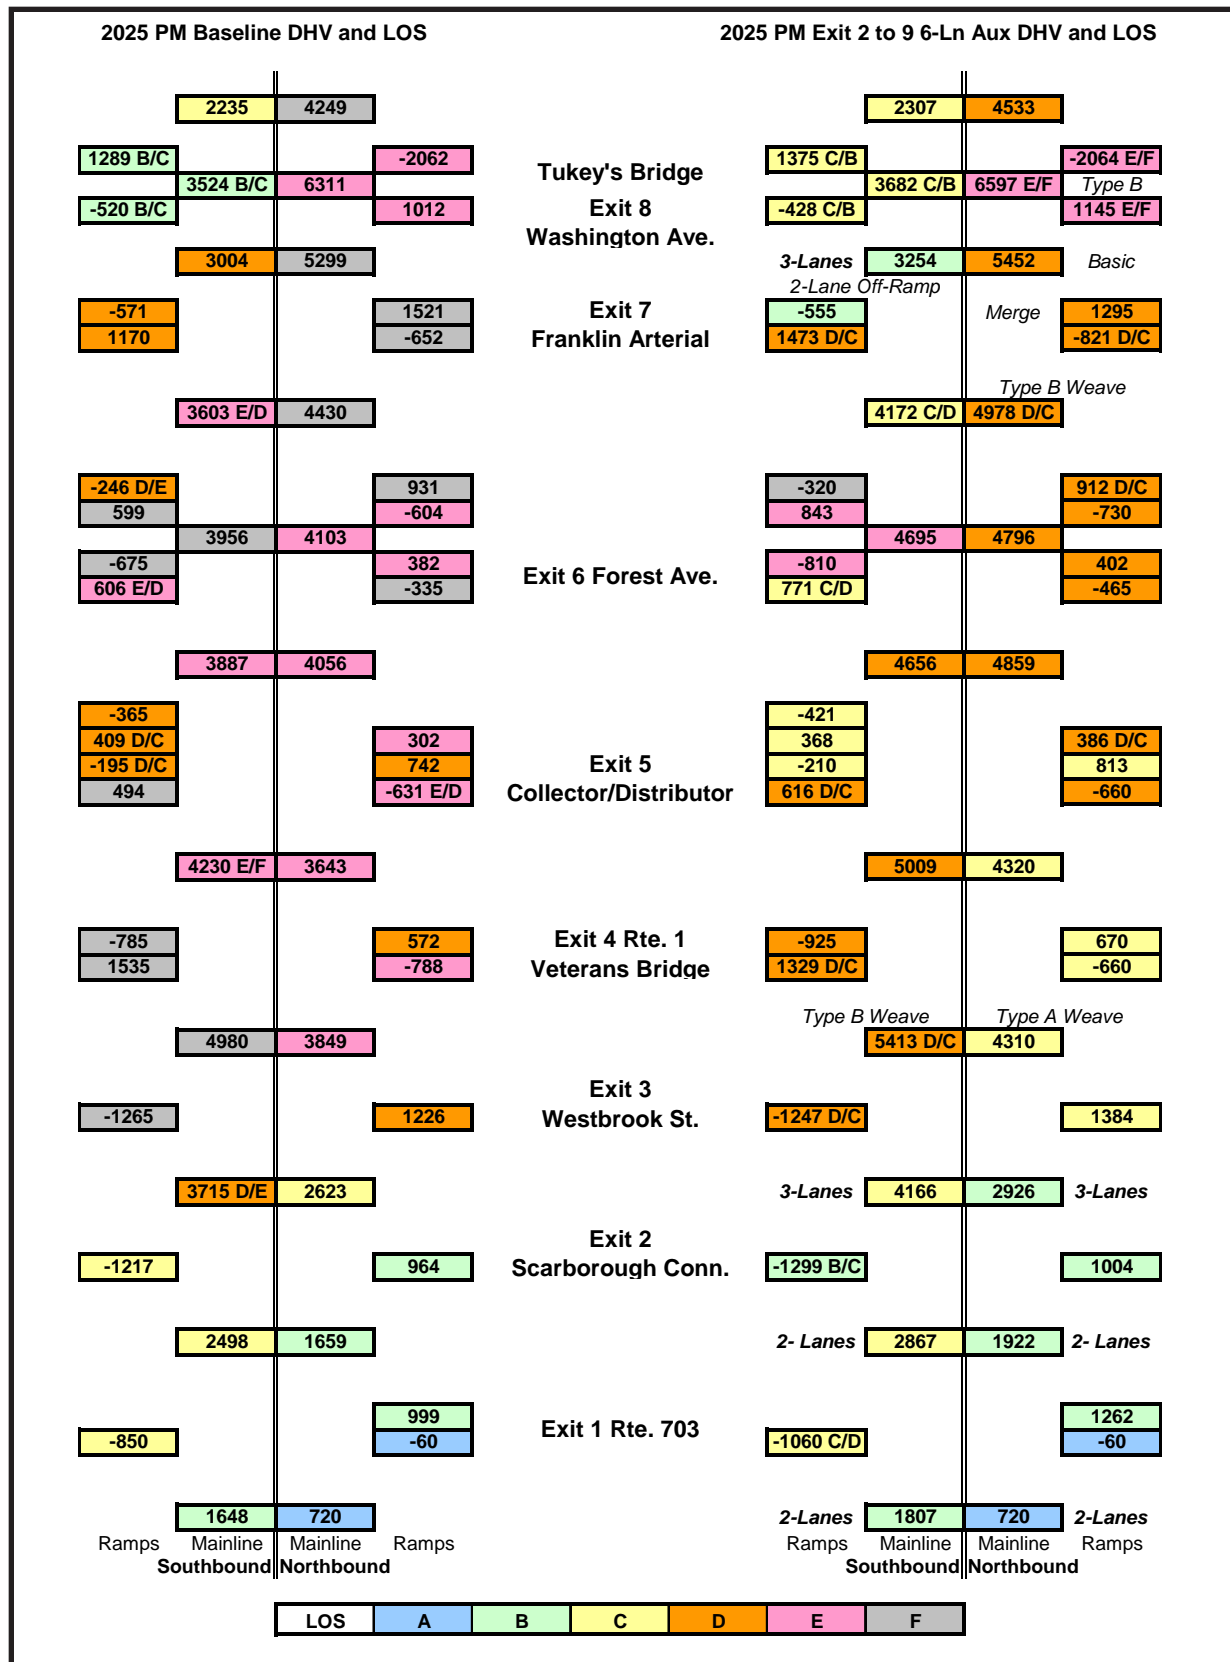 2025 PM Baseline DHV and LOS 2025 PM Exit 2 to 9 6-Ln Aux DHV and LOS
2235 4249 2307 4533
1289 B/C -2062 1375 C/B -2064 E/F
Tukey's Bridge
3524 B/C 6311 3682 C/B 6597 E/F Type B
-520 B/C 1012 Exit 8 -428 C/B 1145 E/F
Washington Ave.
3004 5299 3-Lanes 3254 5452 Basic
2-Lane Off-Ramp
-571 1521 Exit 7 -555 Merge 1295
1170 -652 Franklin Arterial 1473 D/C -821 D/C
Type B Weave
3603 E/D 4430 4172 C/D 4978 D/C
-246 D/E 931 -320 912 D/C
599 -604 843 -730
3956 4103 4695 4796
-675 382 -810 402
Exit 6 Forest Ave.
606 E/D -335 771 C/D -465
3887 4056 4656 4859
-365 -421
409 D/C 302 368 386 D/C
-195 D/C 742 Exit 5 -210 813
494 -631 E/D Collector/Distributor 616 D/C -660
4230 E/F 3643 5009 4320
-785 572 Exit 4 Rte. 1 -925 670
1535 -788 Veterans Bridge 1329 D/C -660
Type B Weave Type A Weave
4980 3849 5413 D/C 4310
Exit 3
-1265 1226 Westbrook St. -1247 D/C 1384
3715 D/E 2623 3-Lanes 4166 2926 3-Lanes
Exit 2
-1217 964 Scarborough Conn. -1299 B/C 1004
2498 1659 2- Lanes 2867 1922 2- Lanes
999 1262
Exit 1 Rte. 703
-850 -60 -1060 C/D -60
1648 720 2-Lanes 1807 720 2-Lanes
Ramps Mainline Mainline Ramps Ramps Mainline Mainline Ramps
Southbound Northbound Southbound Northbound
LOS A B C D E F